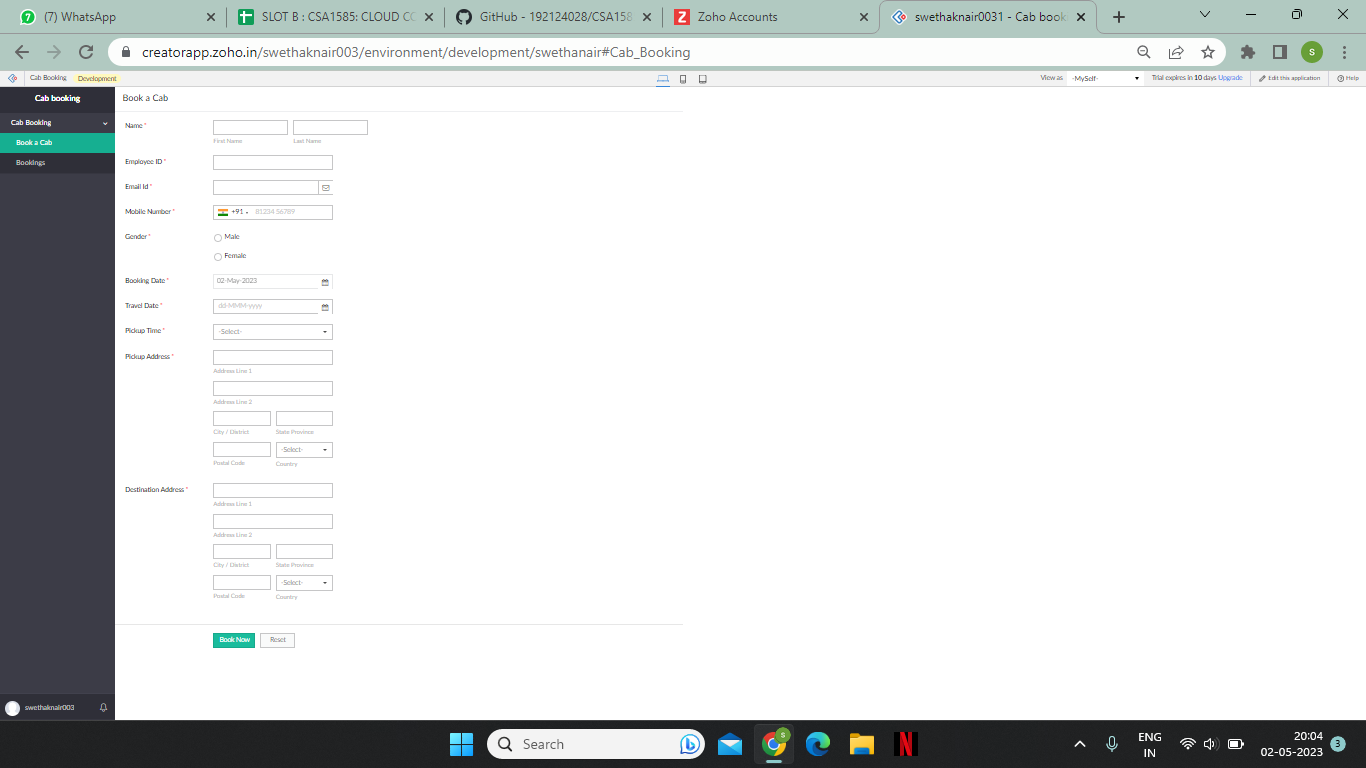 (7) WhatsApp
SLOT B : CSA1585: CLOUD CC
GitHub - 192124028/CSA158
Zoho Accounts
swethaknair0031 - Cab book
creatorapp.zoho.in/swethaknair003/environment/development/swethanair#Cab_Booking
S
Cab Booking Development
View as -MySelf- Trial expires in 10 days Upgrade Edit this application Help
Cab booking
Cab Booking
Book a Cab
Bookings
swethaknair003
Book a Cab
Name *
First Name Last Name
Employee ID *
Email Id *
Mobile Number * +91 81234 56789
Gender * Male
Female
Booking Date * 02-May-2023
Travel Date * dd-MMM-yyyy
Pickup Time * -Select-
Pickup Address *
Address Line 1
Address Line 2
City / District State Province
-Select-
Postal Code Country
Destination Address *
Address Line 1
Address Line 2
City / District State Province
-Select-
Postal Code Country
Book Now Reset
Search
S
N
ENG
IN
20:04
02-05-2023
3